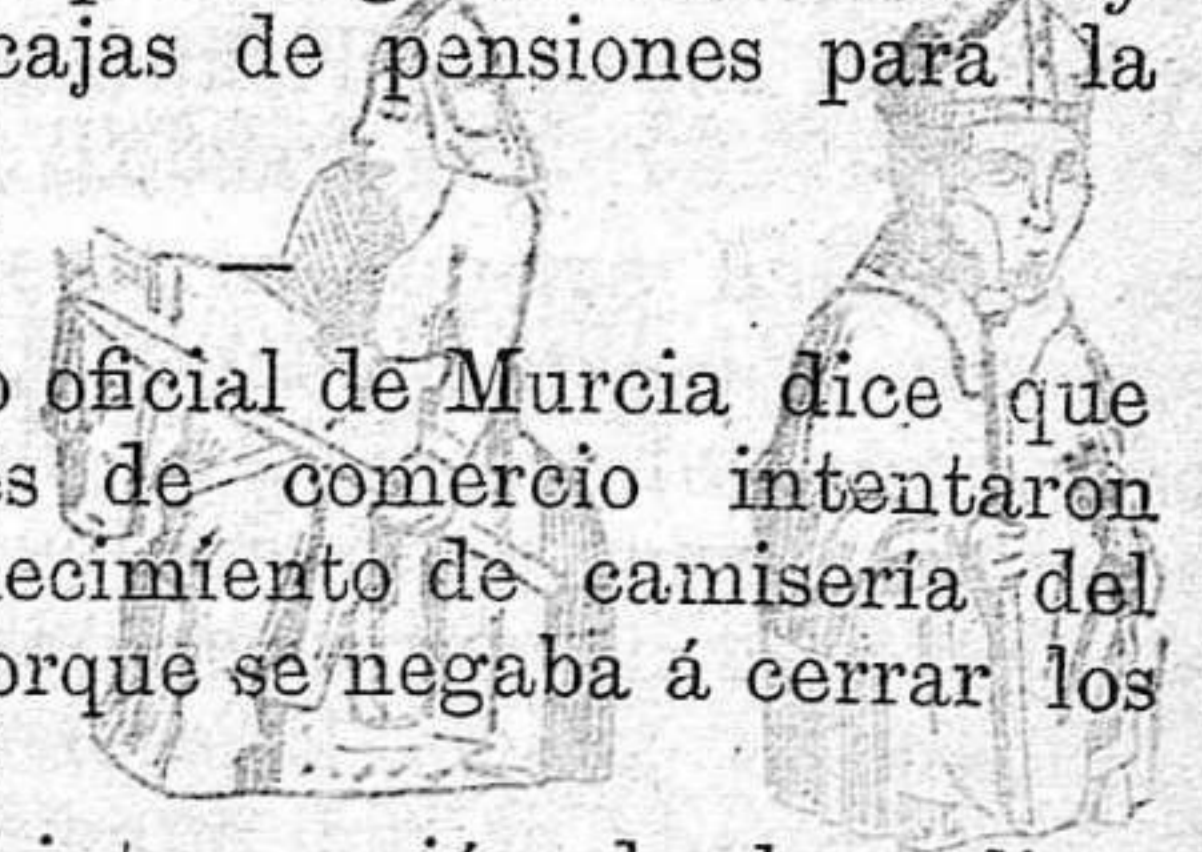 cajas de pensiones para la
oficial de Murcia dice que
de comercio intentaron
ecimiento de camisería del
orque se negaba á cerrar los